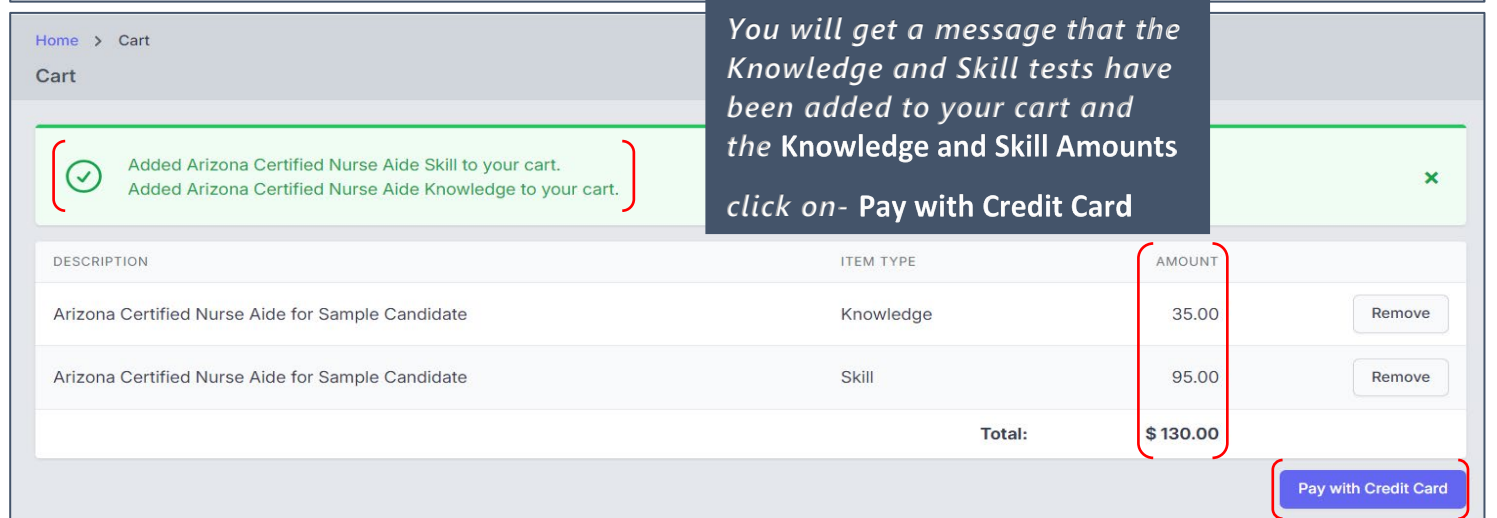 Home > Cart
Cart
You will get a message that the
Knowledge and Skill tests have
been added to your cart and
the Knowledge and Skill Amounts
click on- Pay with Credit Card
Added Arizona Certified Nurse Aide Skill to your cart.
Added Arizona Certified Nurse Aide Knowledge to your cart.
DESCRIPTION ITEM TYPE AMOUNT
Arizona Certified Nurse Aide for Sample Candidate Knowledge 35.00 Remove
Arizona Certified Nurse Aide for Sample Candidate Skill 95.00 Remove
Total: $ 130.00
Pay with Credit Card